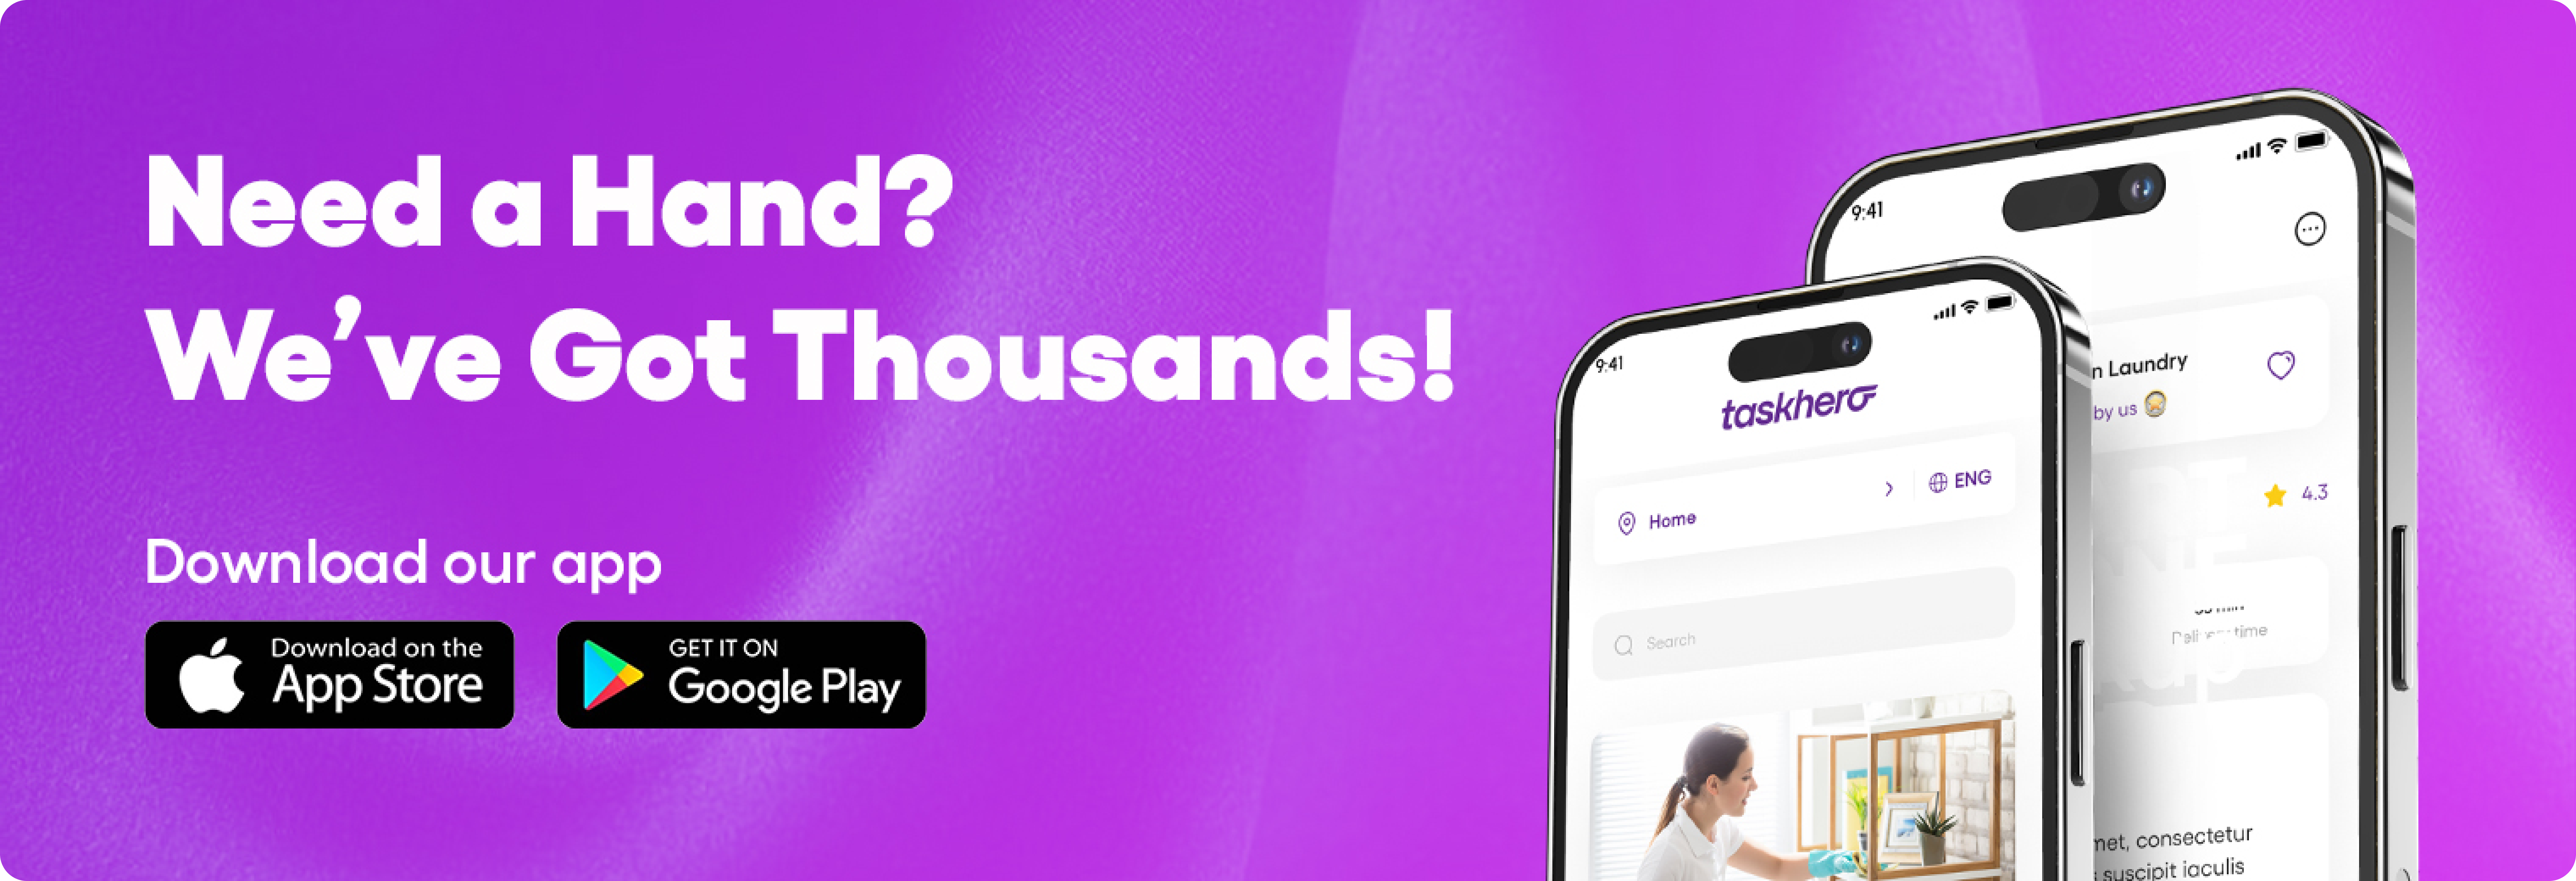 Need a Hand?
We've Got Thousands!
Download our app
Download on the
App Store
GET IT ON
Google Play
9:41
taskhero
Home
ENG
Search
9:41
Laundry
by us
4.3
Delivery time
consectetur
suscipit iaculis